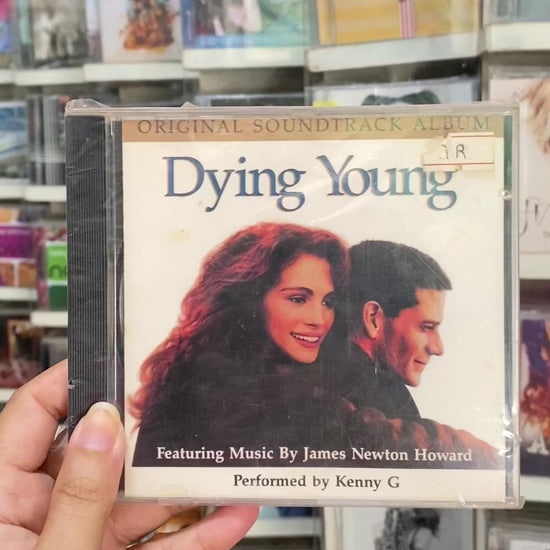 ORIGINAL SOUNDTRACK ALBUM
Dying Young
Featuring Music By James Newton Howard
Performed by Kenny G